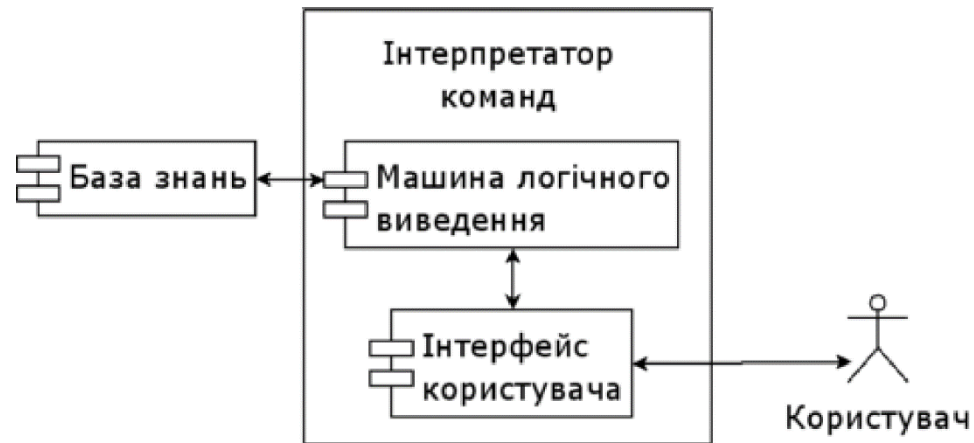 Інтерпретатор
команд
База знань
Машина логічного
виведення
Інтерфейс
користувача
Користувач